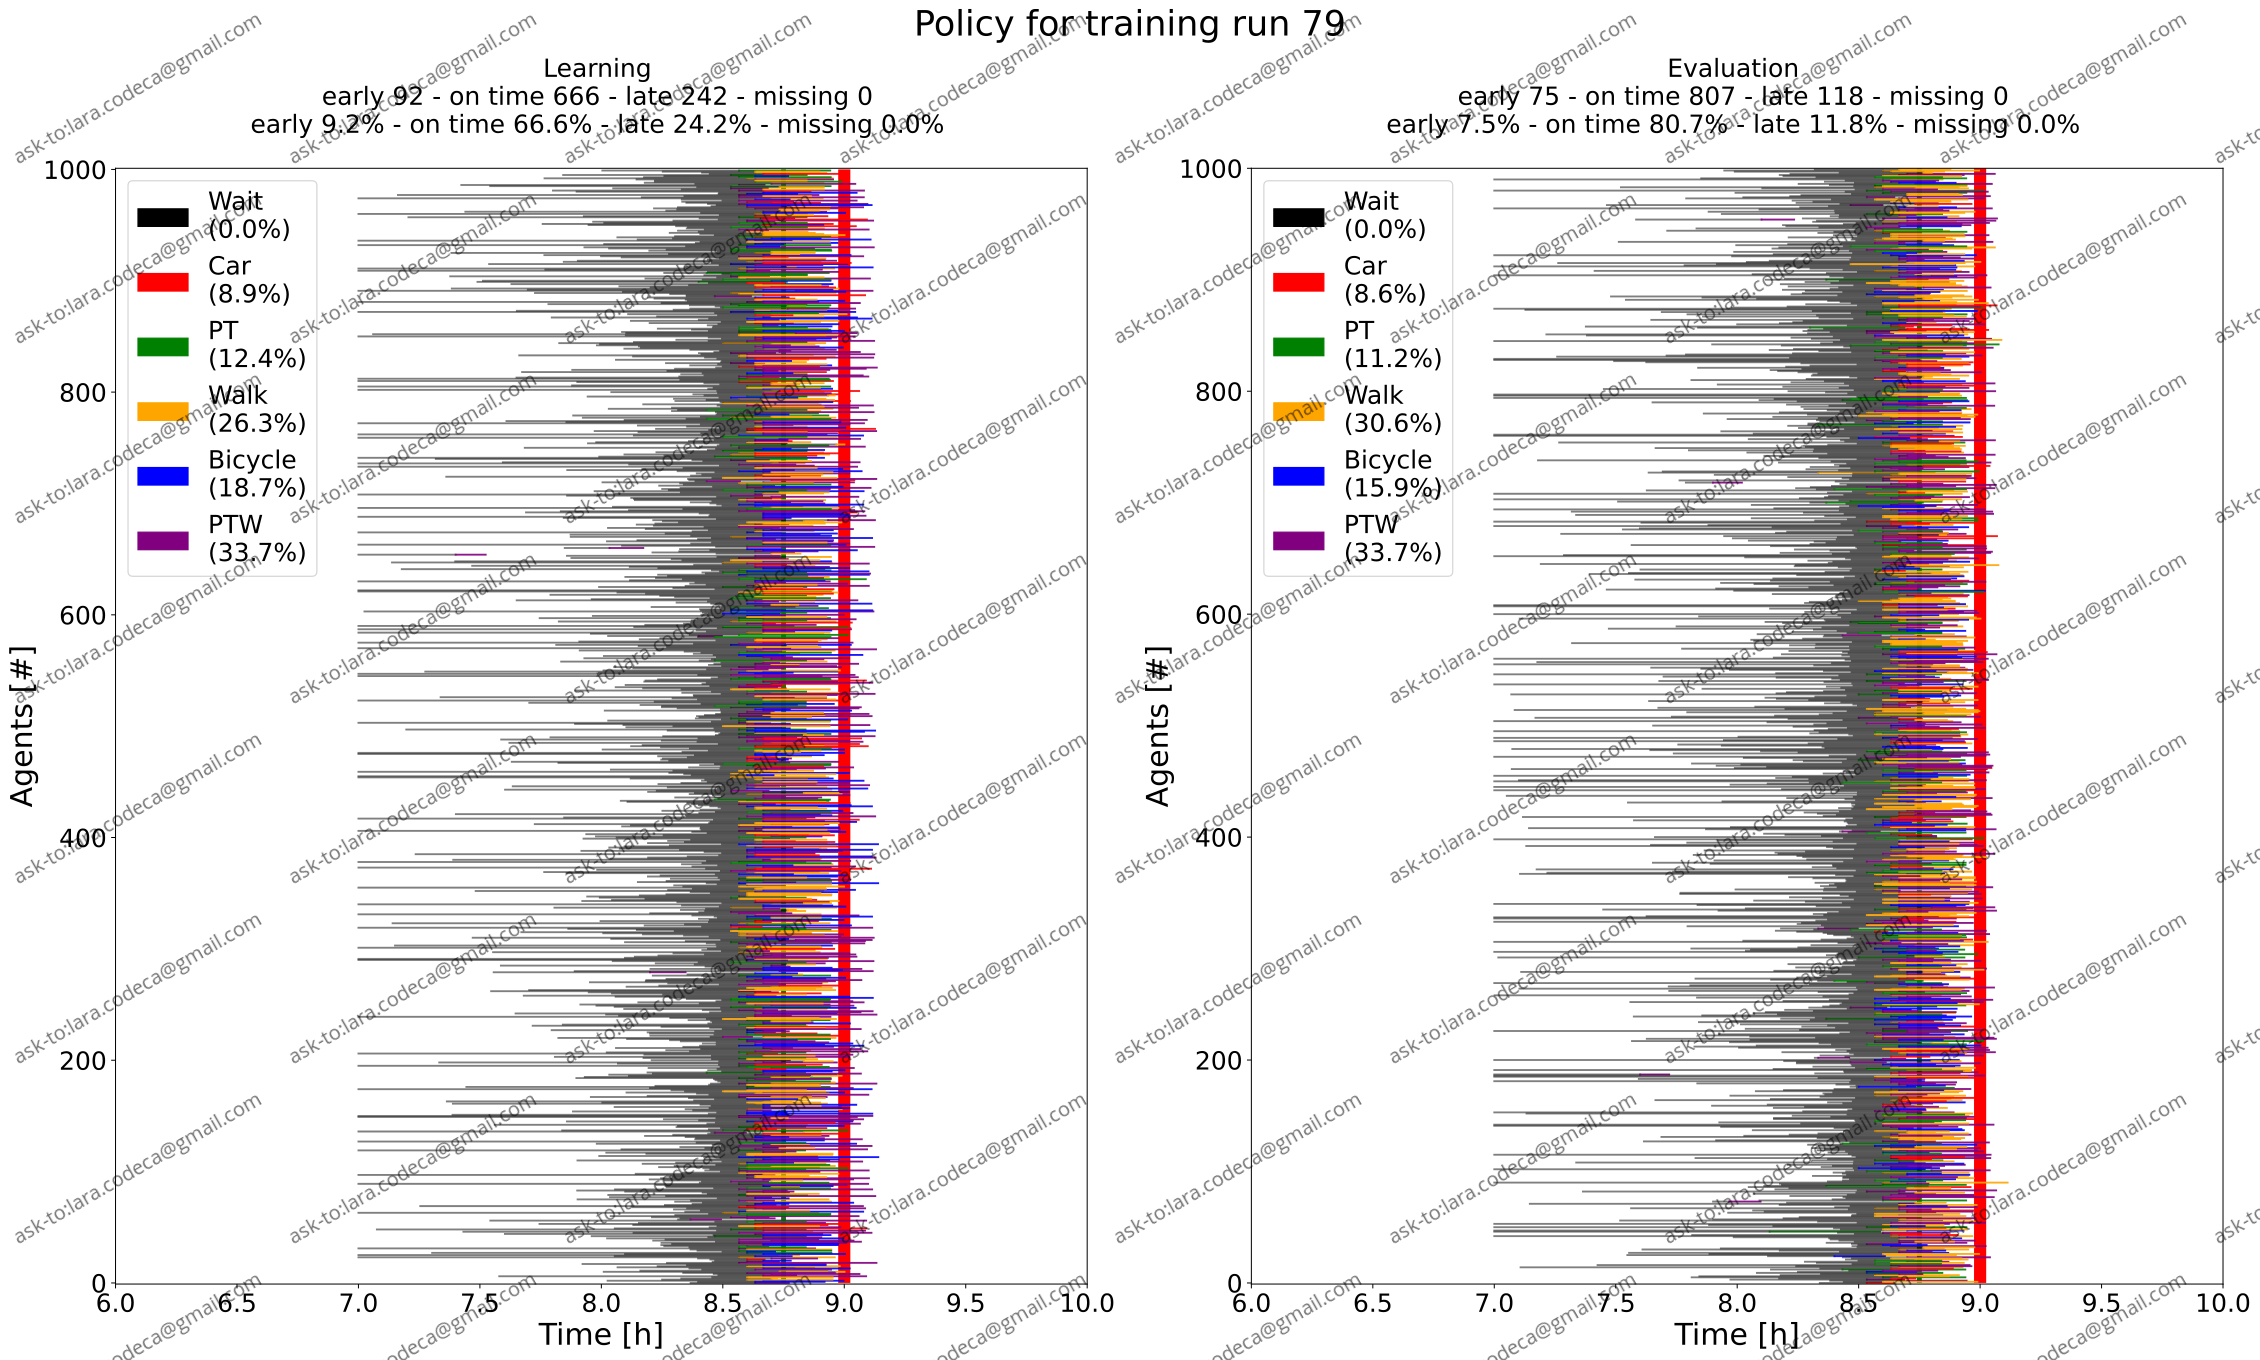 Policy for training run 79
Learning
early 92 - on time 666 - late 242 - missing 0
early 9.2% - on time 66.6% - late 24.2% - missing 0.0%
Wait
(0.0%)
Car
(8.9%)
PT
(12.4%)
Walk
(26.3%)
Bicycle
(18.7%)
PTW
(33.7%)
1000
800
600
400
200
0
Agents [#]
6.0 6.5 7.0 7.5 8.0 8.5 9.0 9.5 10.0
Time [h]
Evaluation
early 75 - on time 807 - late 118 - missing 0
early 7.5% - on time 80.7% - late 11.8% - missing 0.0%
Wait
(0.0%)
Car
(8.6%)
PT
(11.2%)
Walk
(30.6%)
Bicycle
(15.9%)
PTW
(33.7%)
1000
800
600
400
200
0
Agents [#]
6.0 6.5 7.0 7.5 8.0 8.5 9.0 9.5 10.0
Time [h]
ask-to:lara.codeca@gmail.com